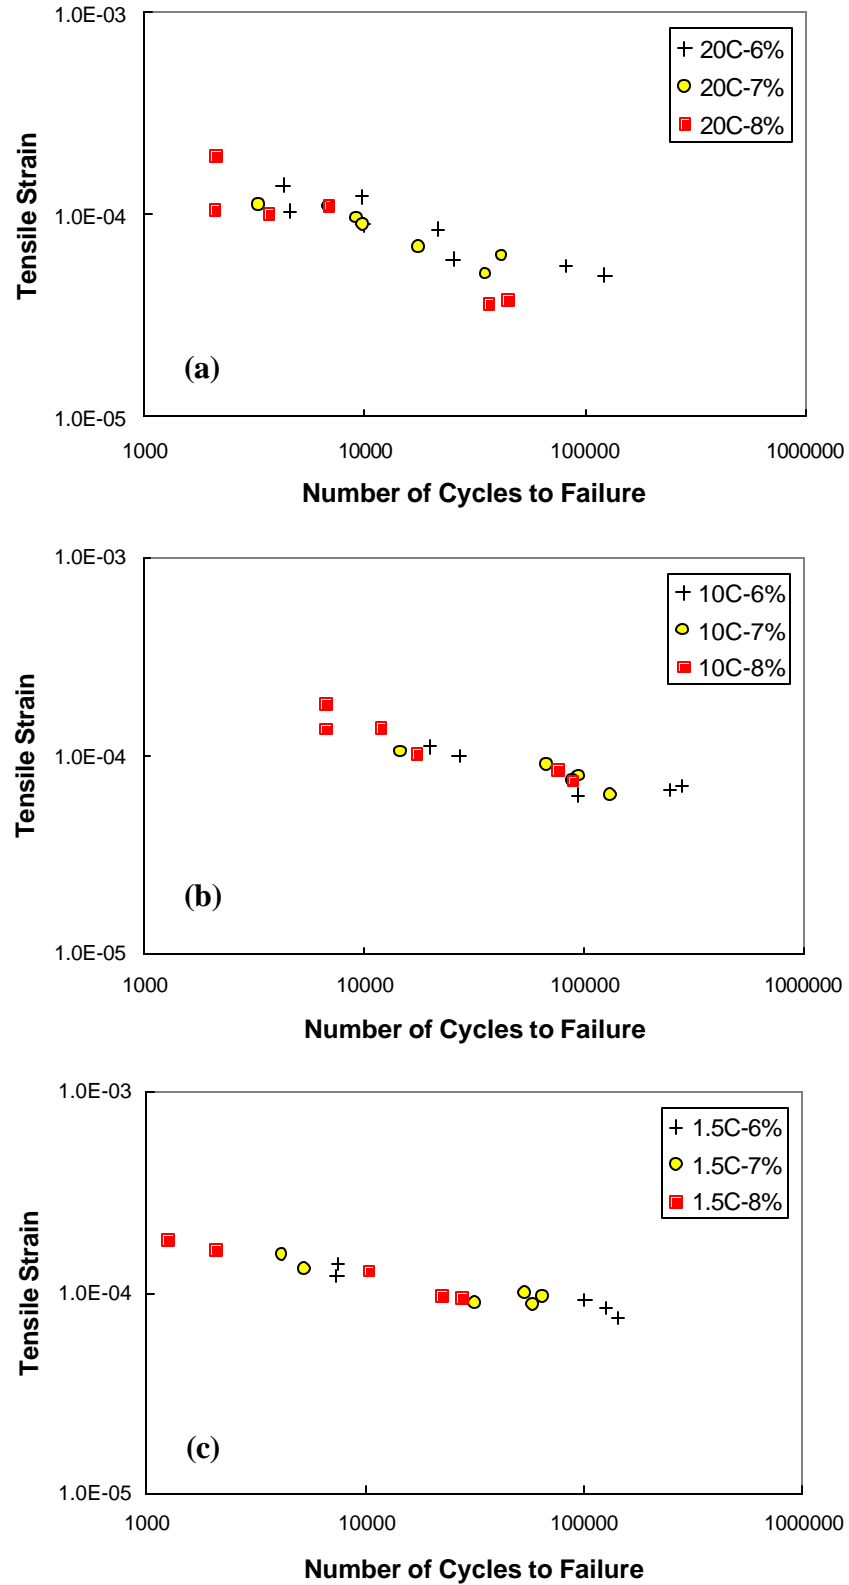 1.0E-03
20C-6%
20C-7%
20C-8%
Tensile Strain
1.0E-04
(a)
1.0E-05
1000 10000 100000 1000000
Number of Cycles to Failure
1.0E-03
10C-6%
10C-7%
10C-8%
Tensile Strain
1.0E-04
(b)
1.0E-05
1000 10000 100000 1000000
Number of Cycles to Failure
1.0E-03
1.5C-6%
1.5C-7%
1.5C-8%
Tensile Strain
1.0E-04
(c)
1.0E-05
1000 10000 100000 1000000
Number of Cycles to Failure